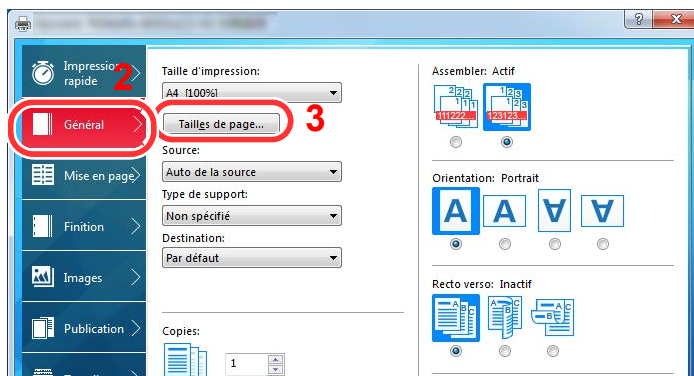 Impression
rapide
2
Général
Mise en page
Finition
Images
Publication
Taille d'impression:
A4 [100%]
Tailles de page...
3
Source:
Auto de la source
Type de support:
Non spécifié
Destination:
Par défaut
Copies:
1
Assembler: Actif
111222...
123123...
Orientation: Portrait
A A A A
Recto verso: Inactif
A B C
A B C
A B C